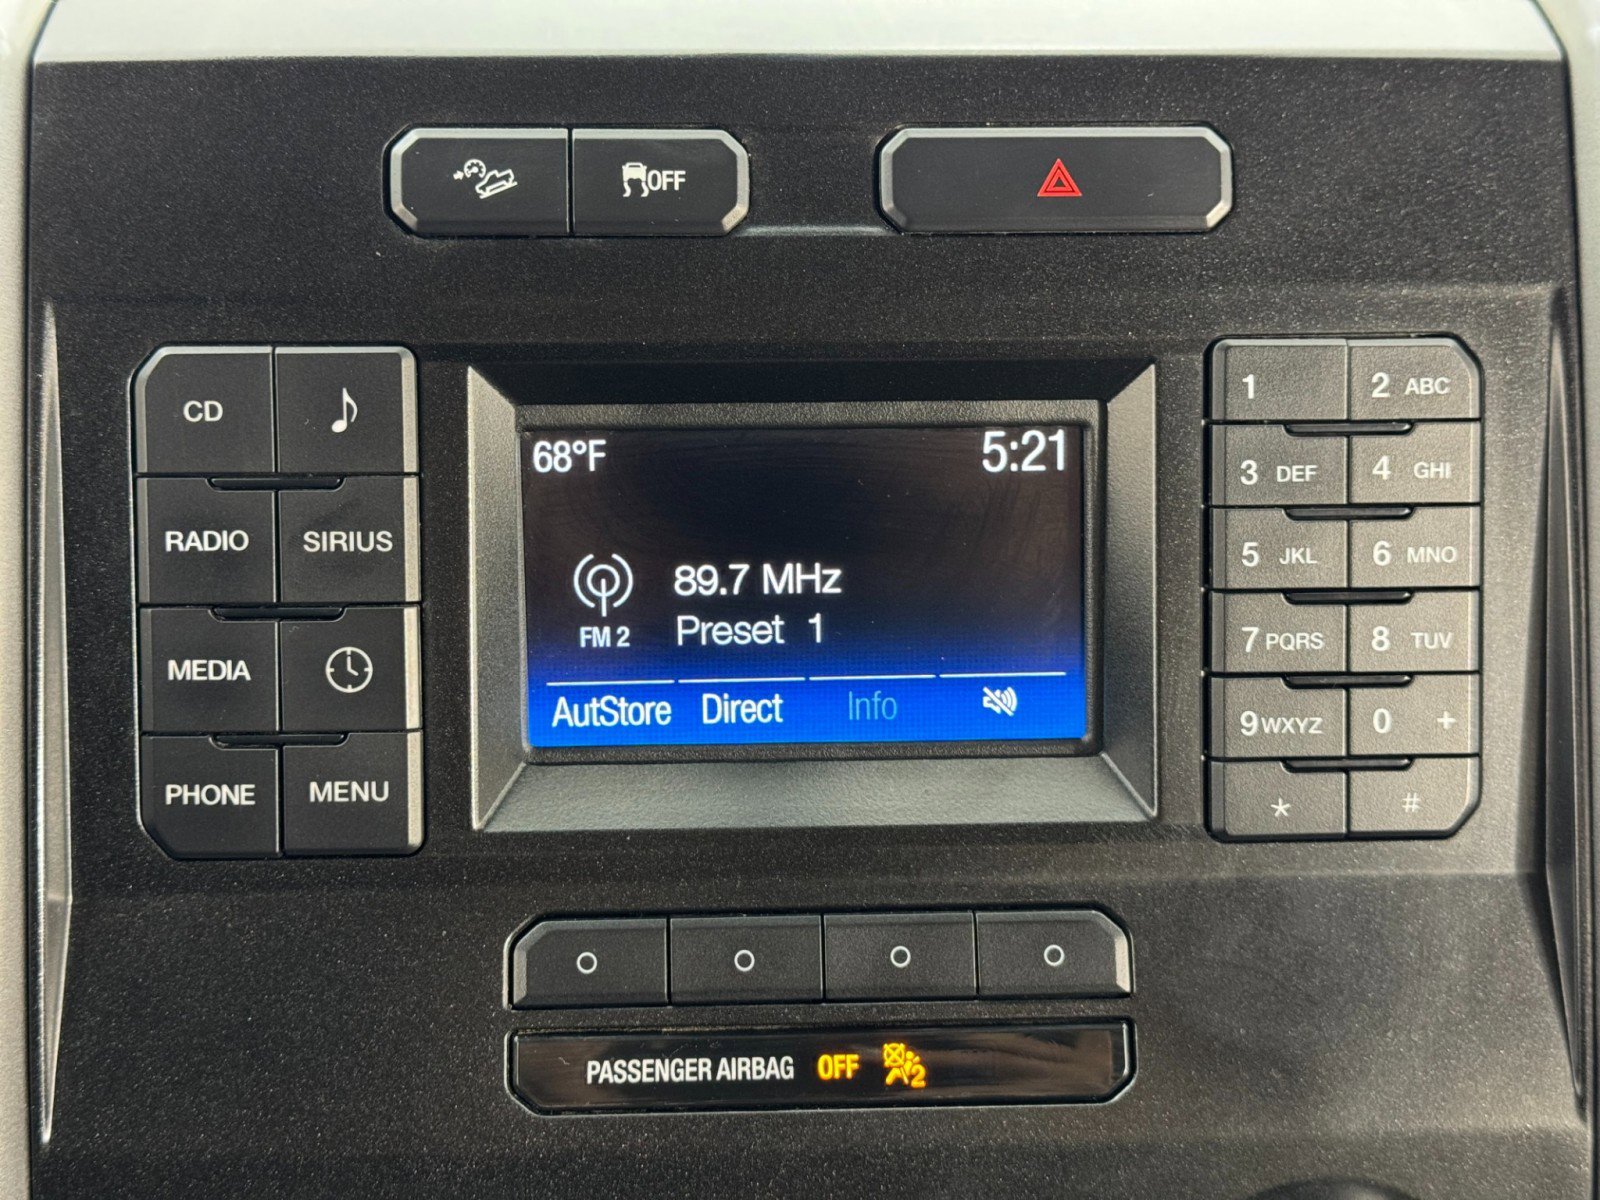 OFF
CD
RADIO SIRIUS
MEDIA
PHONE MENU
68°F 5:21
89.7 MHz
FM 2 Preset 1
AutStore Direct Info
1 2 ABC
3 DEF 4 GHI
5 JKL 6 MNO
7 PQRS 8 TUV
9 WXYZ 0 +
* #
PASSENGER AIRBAG OFF 2